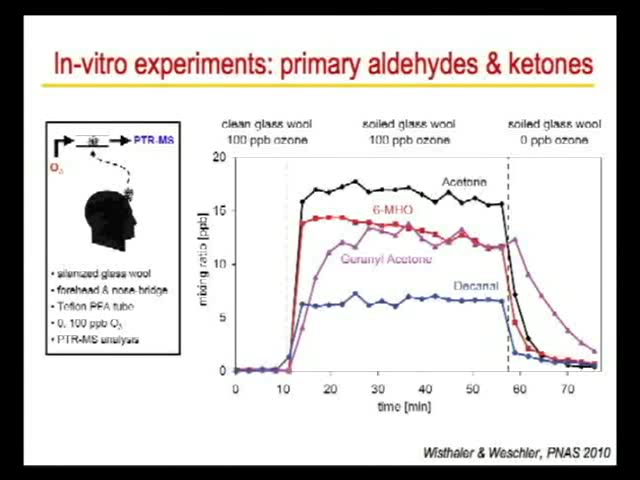 In-vitro experiments: primary aldehydes & ketones
clean glass wool
100 ppb ozone
soiled glass wool
100 ppb ozone
soiled glass wool
0 ppb ozone
O₃
PTR-MS
• silanized glass wool
• forehead & nose-bridge
• Teflon PFA tube
• 0, 100 ppb O₃
• PTR-MS analysis
mixing ratio [ppb]
20
15
10
5
0
Acetone
6-MHO
Geranyl Acetone
Decanal
0 10 20 30 40 50 60 70
time [min]
Wisthaler & Weschler, PNAS 2010